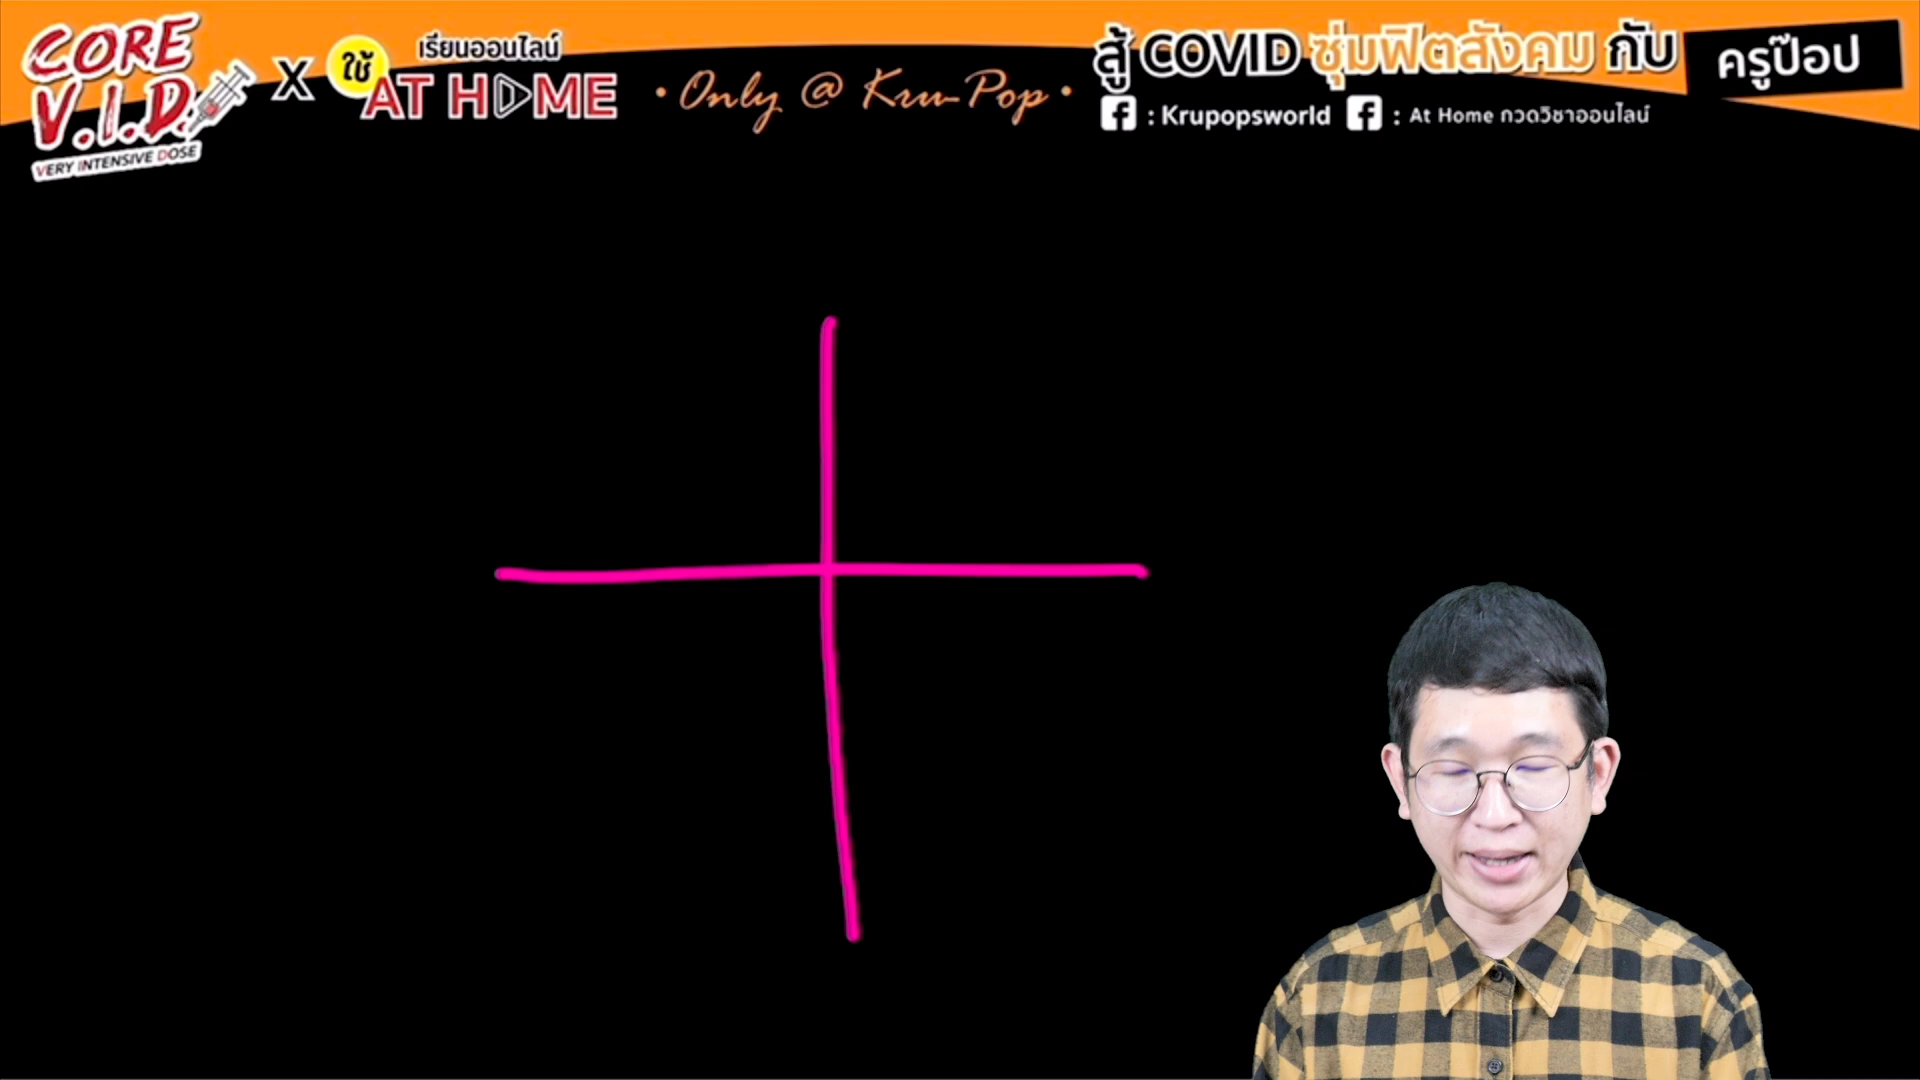 CORE
V.I.D.
VERY INTENSIVE DOSE
X
ใช้
เรียนออนไลน์
AT HOME
• Only @ Kru-Pop •
สู้ COVID ซุ่มฟิตสังคม กับ ครูป๊อป
: Krupopsworld : At Home กวดวิชาออนไลน์